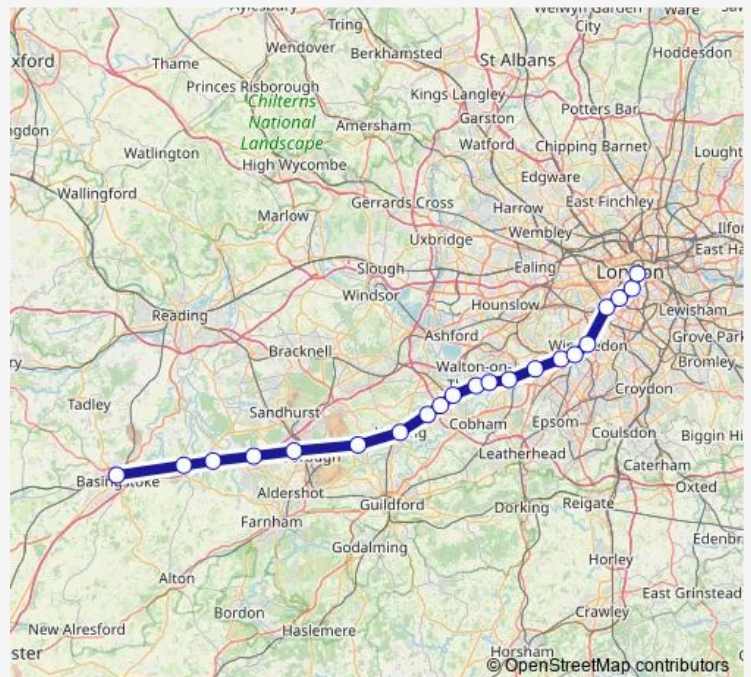 Tring
Welwyn Garden
City
Ware
Wendover
Berkhamsted
St Albans
Hoddesdon
xford
Thame
Princes Risborough
Kings Langley
Potters Bar
Chilterns
National
Landscape
Garston
ngdon
Amersham
Watford
Chipping Barnet
Lought
Watlington
High Wycombe
Edgware
Wallingford
Gerrards Cross
Harrow
East Finchley
Marlow
Wembley
Ilfor
Uxbridge
East Ha
Slough
Ealing
London
Windsor
Hounslow
Lewisham
Reading
Ashford
Grove Park
Bracknell
Walton-on-
Bromley
ry
Tadley
Croydon
Sandhurst
Cobham
Epsom
Coulsdon
Biggin Hi
Leatherhead
Caterham
Basingstoke
Aldershot
Oxted
Guildford
Dorking
Reigate
Farnham
Edenbr
Godalming
Horley
Alton
East Grinstead
Bordon
Crawley
New Alresford
Haslemere
ster
Horsham
© OpenStreetMap contributors